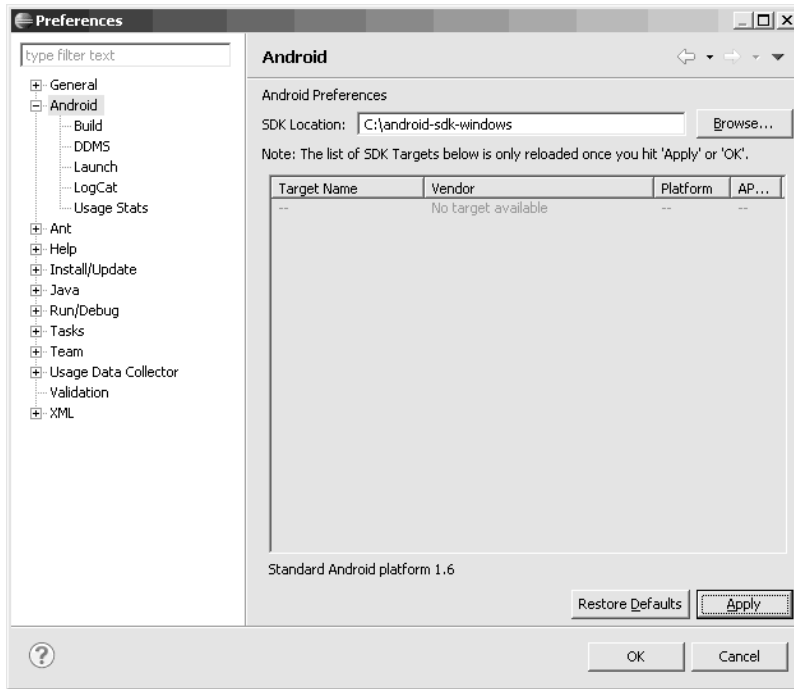 Preferences
type filter text
General
Android
Build
DDMS
Launch
LogCat
Usage Stats
Ant
Help
Install/Update
Java
Run/Debug
Tasks
Team
Usage Data Collector
Validation
XML
Android
Android Preferences
SDK Location: C:\android-sdk-windows Browse...
Note: The list of SDK Targets below is only reloaded once you hit 'Apply' or 'OK'.
Target Name Vendor Platform AP...
-- No target available -- --
Standard Android platform 1.6
Restore Defaults Apply
? OK Cancel